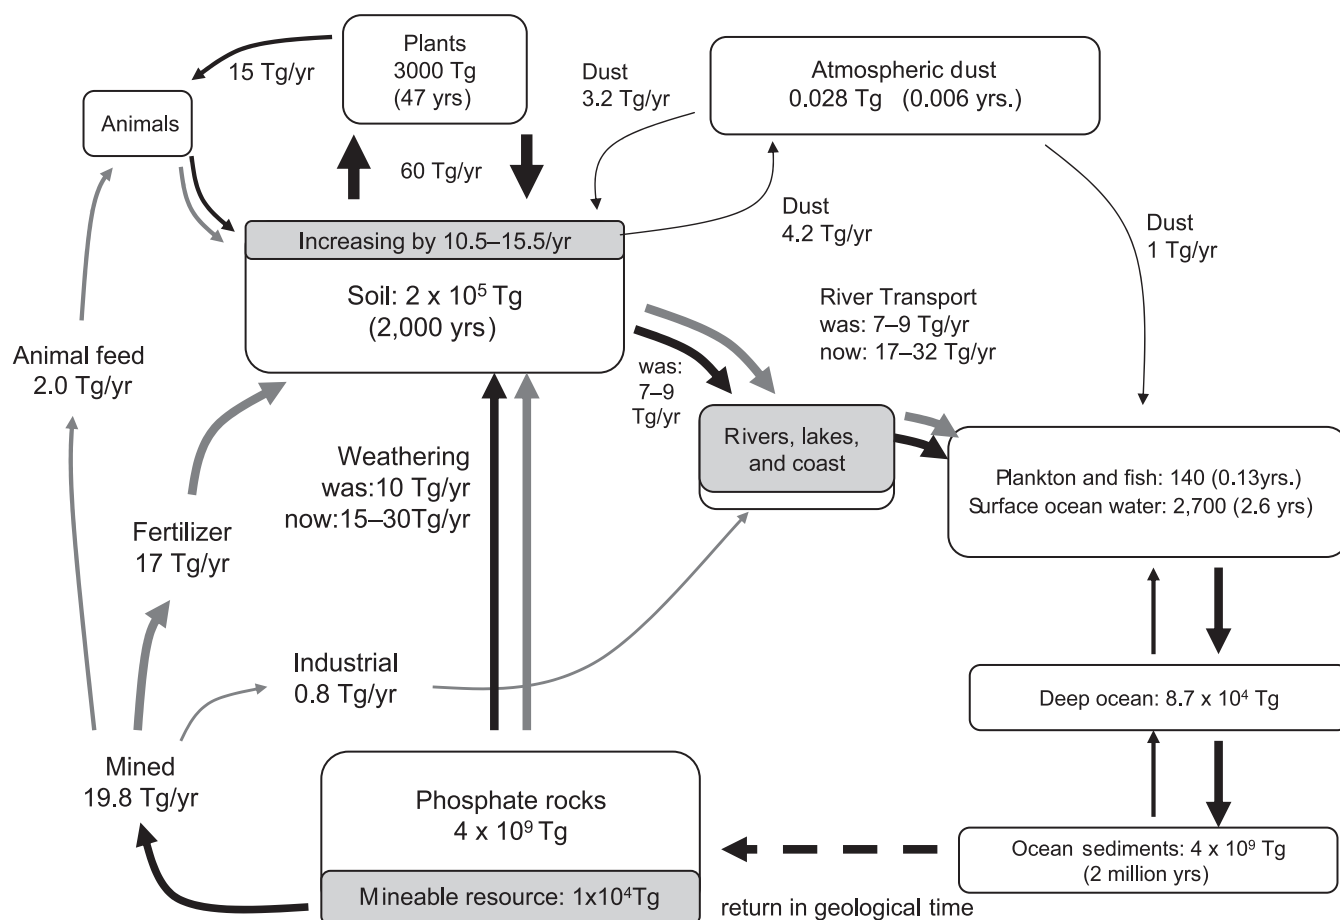 Plants
3000 Tg
(47 yrs)
15 Tg/yr
Animals
60 Tg/yr
Dust
3.2 Tg/yr
Atmospheric dust
0.028 Tg (0.006 yrs.)
Dust
4.2 Tg/yr
Dust
1 Tg/yr
Increasing by 10.5–15.5/yr
Soil: 2 x 10⁵ Tg
(2,000 yrs)
River Transport
was: 7–9 Tg/yr
now: 17–32 Tg/yr
was:
7–9
Tg/yr
Rivers, lakes,
and coast
Plankton and fish: 140 (0.13yrs.)
Surface ocean water: 2,700 (2.6 yrs)
Animal feed
2.0 Tg/yr
Weathering
was:10 Tg/yr
now:15–30Tg/yr
Fertilizer
17 Tg/yr
Industrial
0.8 Tg/yr
Deep ocean: 8.7 x 10⁴ Tg
Mined
19.8 Tg/yr
Phosphate rocks
4 x 10⁹ Tg
Mineable resource: 1x10⁴Tg
Ocean sediments: 4 x 10⁹ Tg
(2 million yrs)
return in geological time